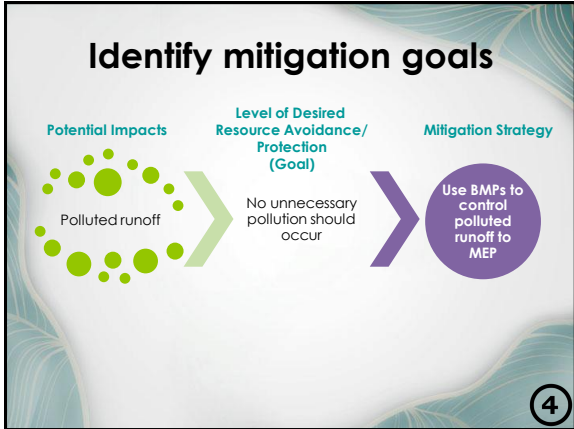 Identify mitigation goals
Potential Impacts
Polluted runoff
Level of Desired
Resource Avoidance/
Protection
(Goal)
No unnecessary
pollution should
occur
Mitigation Strategy
Use BMPs to
control
polluted
runoff to
MEP
4